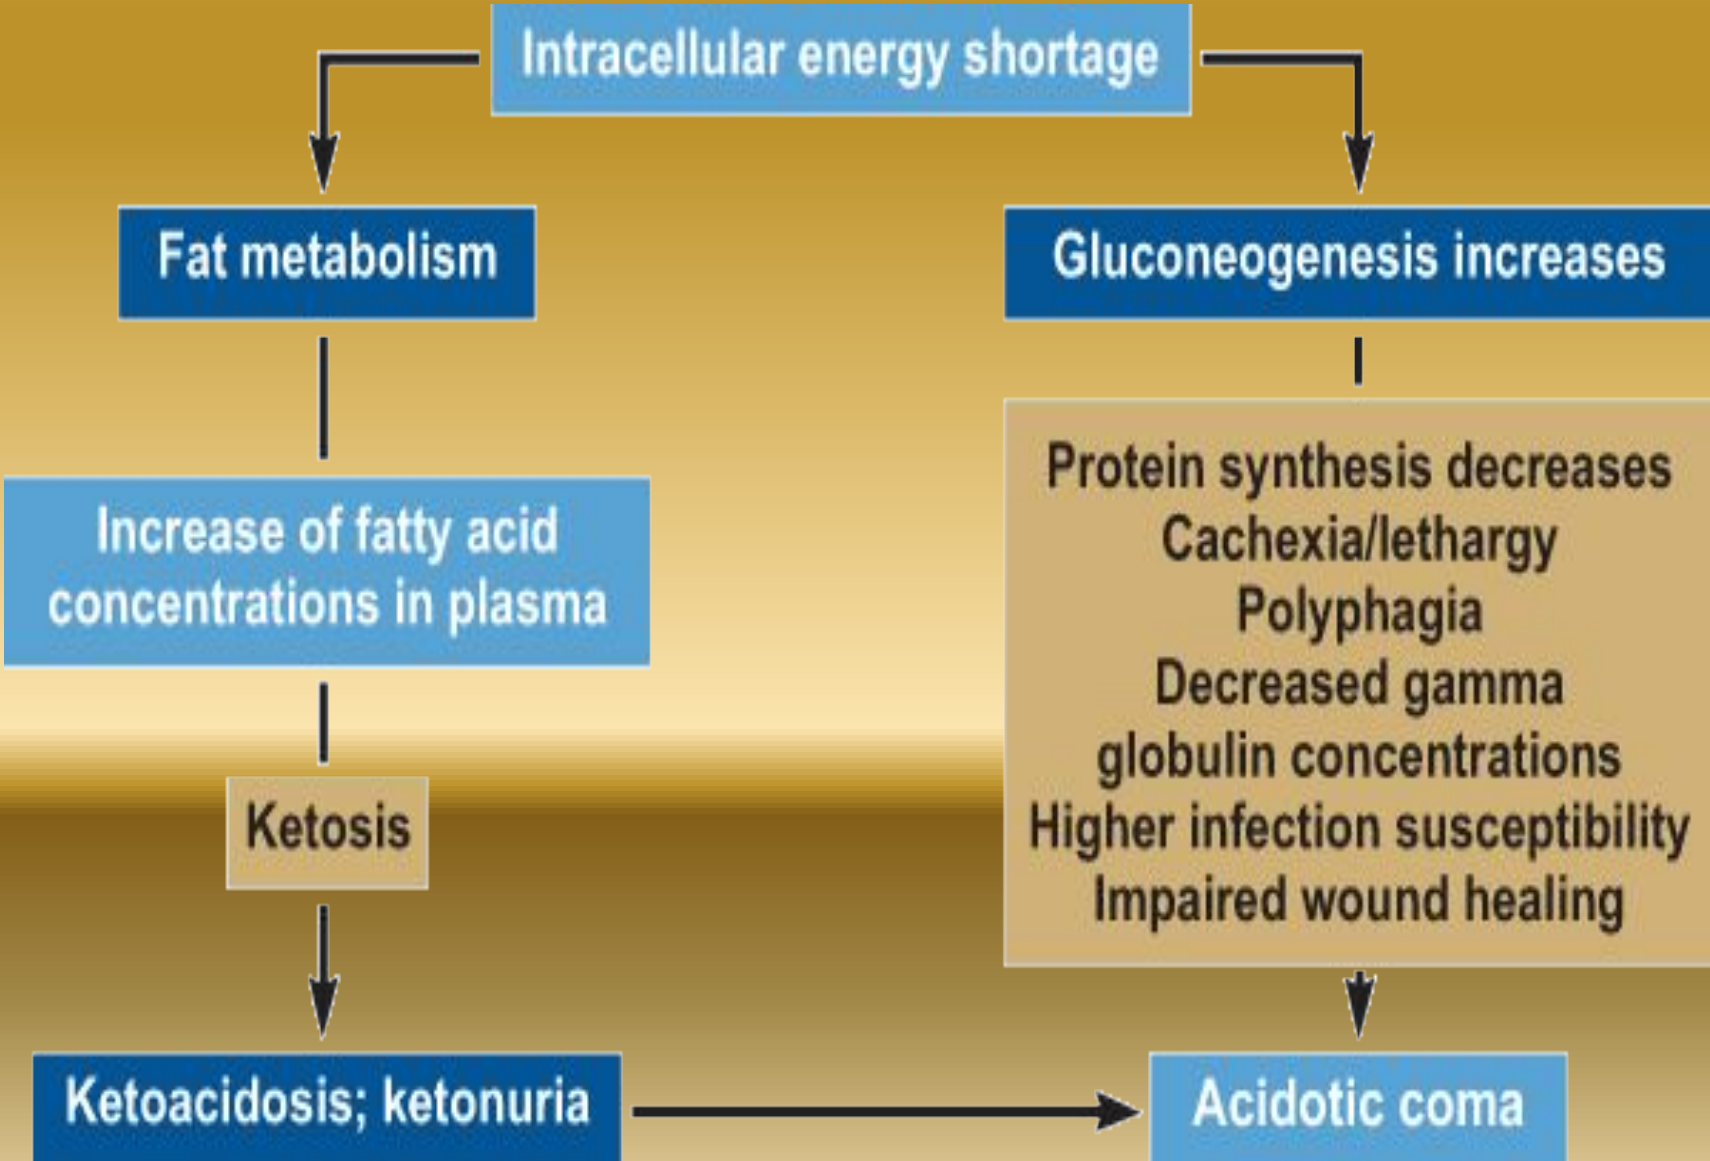 Intracellular energy shortage
Fat metabolism
Gluconeogenesis increases
Increase of fatty acid
concentrations in plasma
Ketosis
Protein synthesis decreases
Cachexia/lethargy
Polyphagia
Decreased gamma
globulin concentrations
Higher infection susceptibility
Impaired wound healing
Ketoacidosis; ketonuria
Acidotic coma